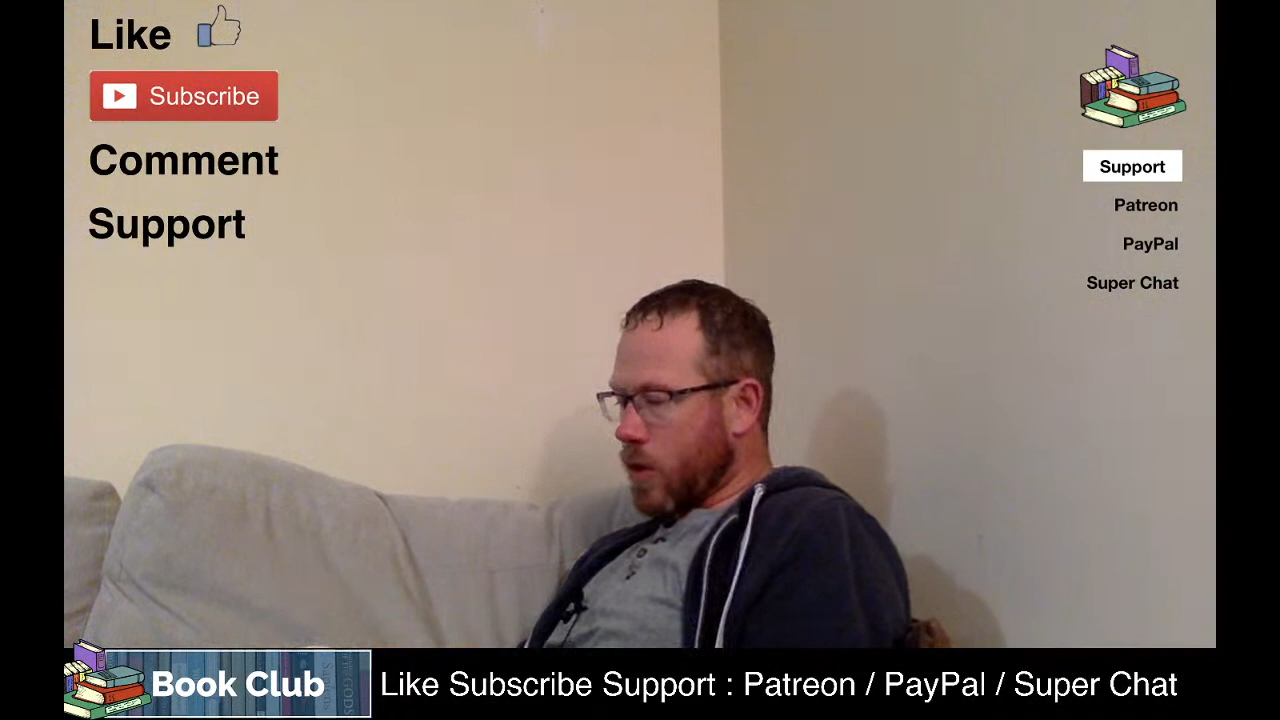 Like
Subscribe
Comment
Support
Support
Patreon
PayPal
Super Chat
Book Club
Like Subscribe Support : Patreon / PayPal / Super Chat